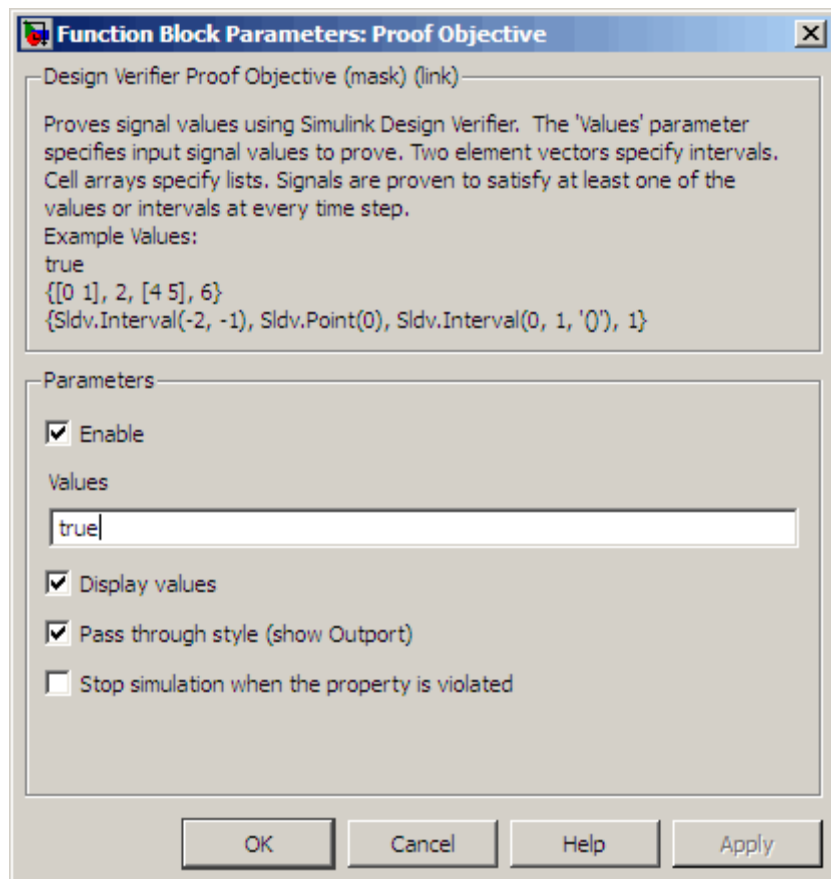 Function Block Parameters: Proof Objective
Design Verifier Proof Objective (mask) (link)
Proves signal values using Simulink Design Verifier.  The 'Values' parameter
specifies input signal values to prove. Two element vectors specify intervals.
Cell arrays specify lists. Signals are proven to satisfy at least one of the
values or intervals at every time step.
Example Values:
true
{[0 1], 2, [4 5], 6}
{Sldv.Interval(-2, -1), Sldv.Point(0), Sldv.Interval(0, 1, '()'), 1}
Parameters
Enable
Values
true
Display values
Pass through style (show Outport)
Stop simulation when the property is violated
OK Cancel Help Apply